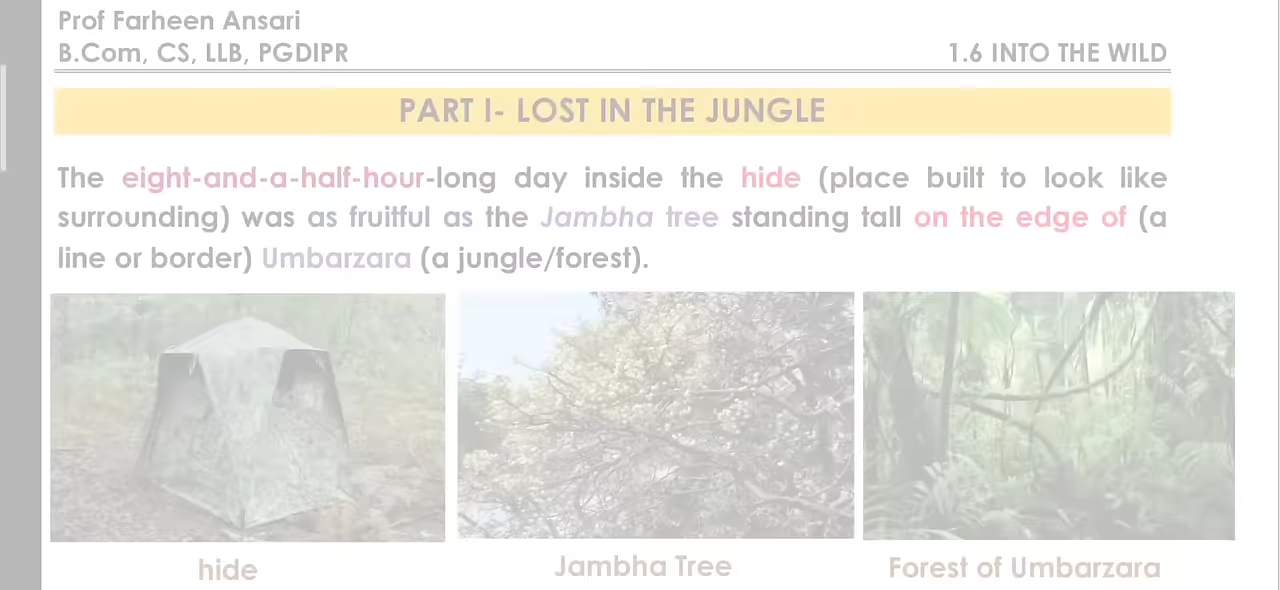 Prof Farheen Ansari
B.Com, CS, LLB, PGDIPR
1.6 INTO THE WILD
PART I- LOST IN THE JUNGLE
The eight-and-a-half-hour-long day inside the hide (place built to look like
surrounding) was as fruitful as the Jambha tree standing tall on the edge of (a
line or border) Umbarzara (a jungle/forest).
hide
Jambha Tree
Forest of Umbarzara